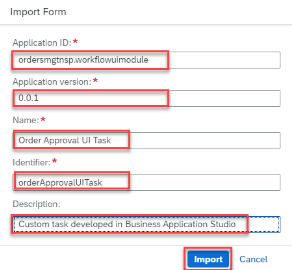 Import Form
Application ID: *
ordersmgtnsp.workflowuimodule
Application version: *
0.0.1
Name: *
Order Approval UI Task
Identifier: *
orderApprovalUITask
Description:
Custom task developed in Business Application Studio
Import Cancel